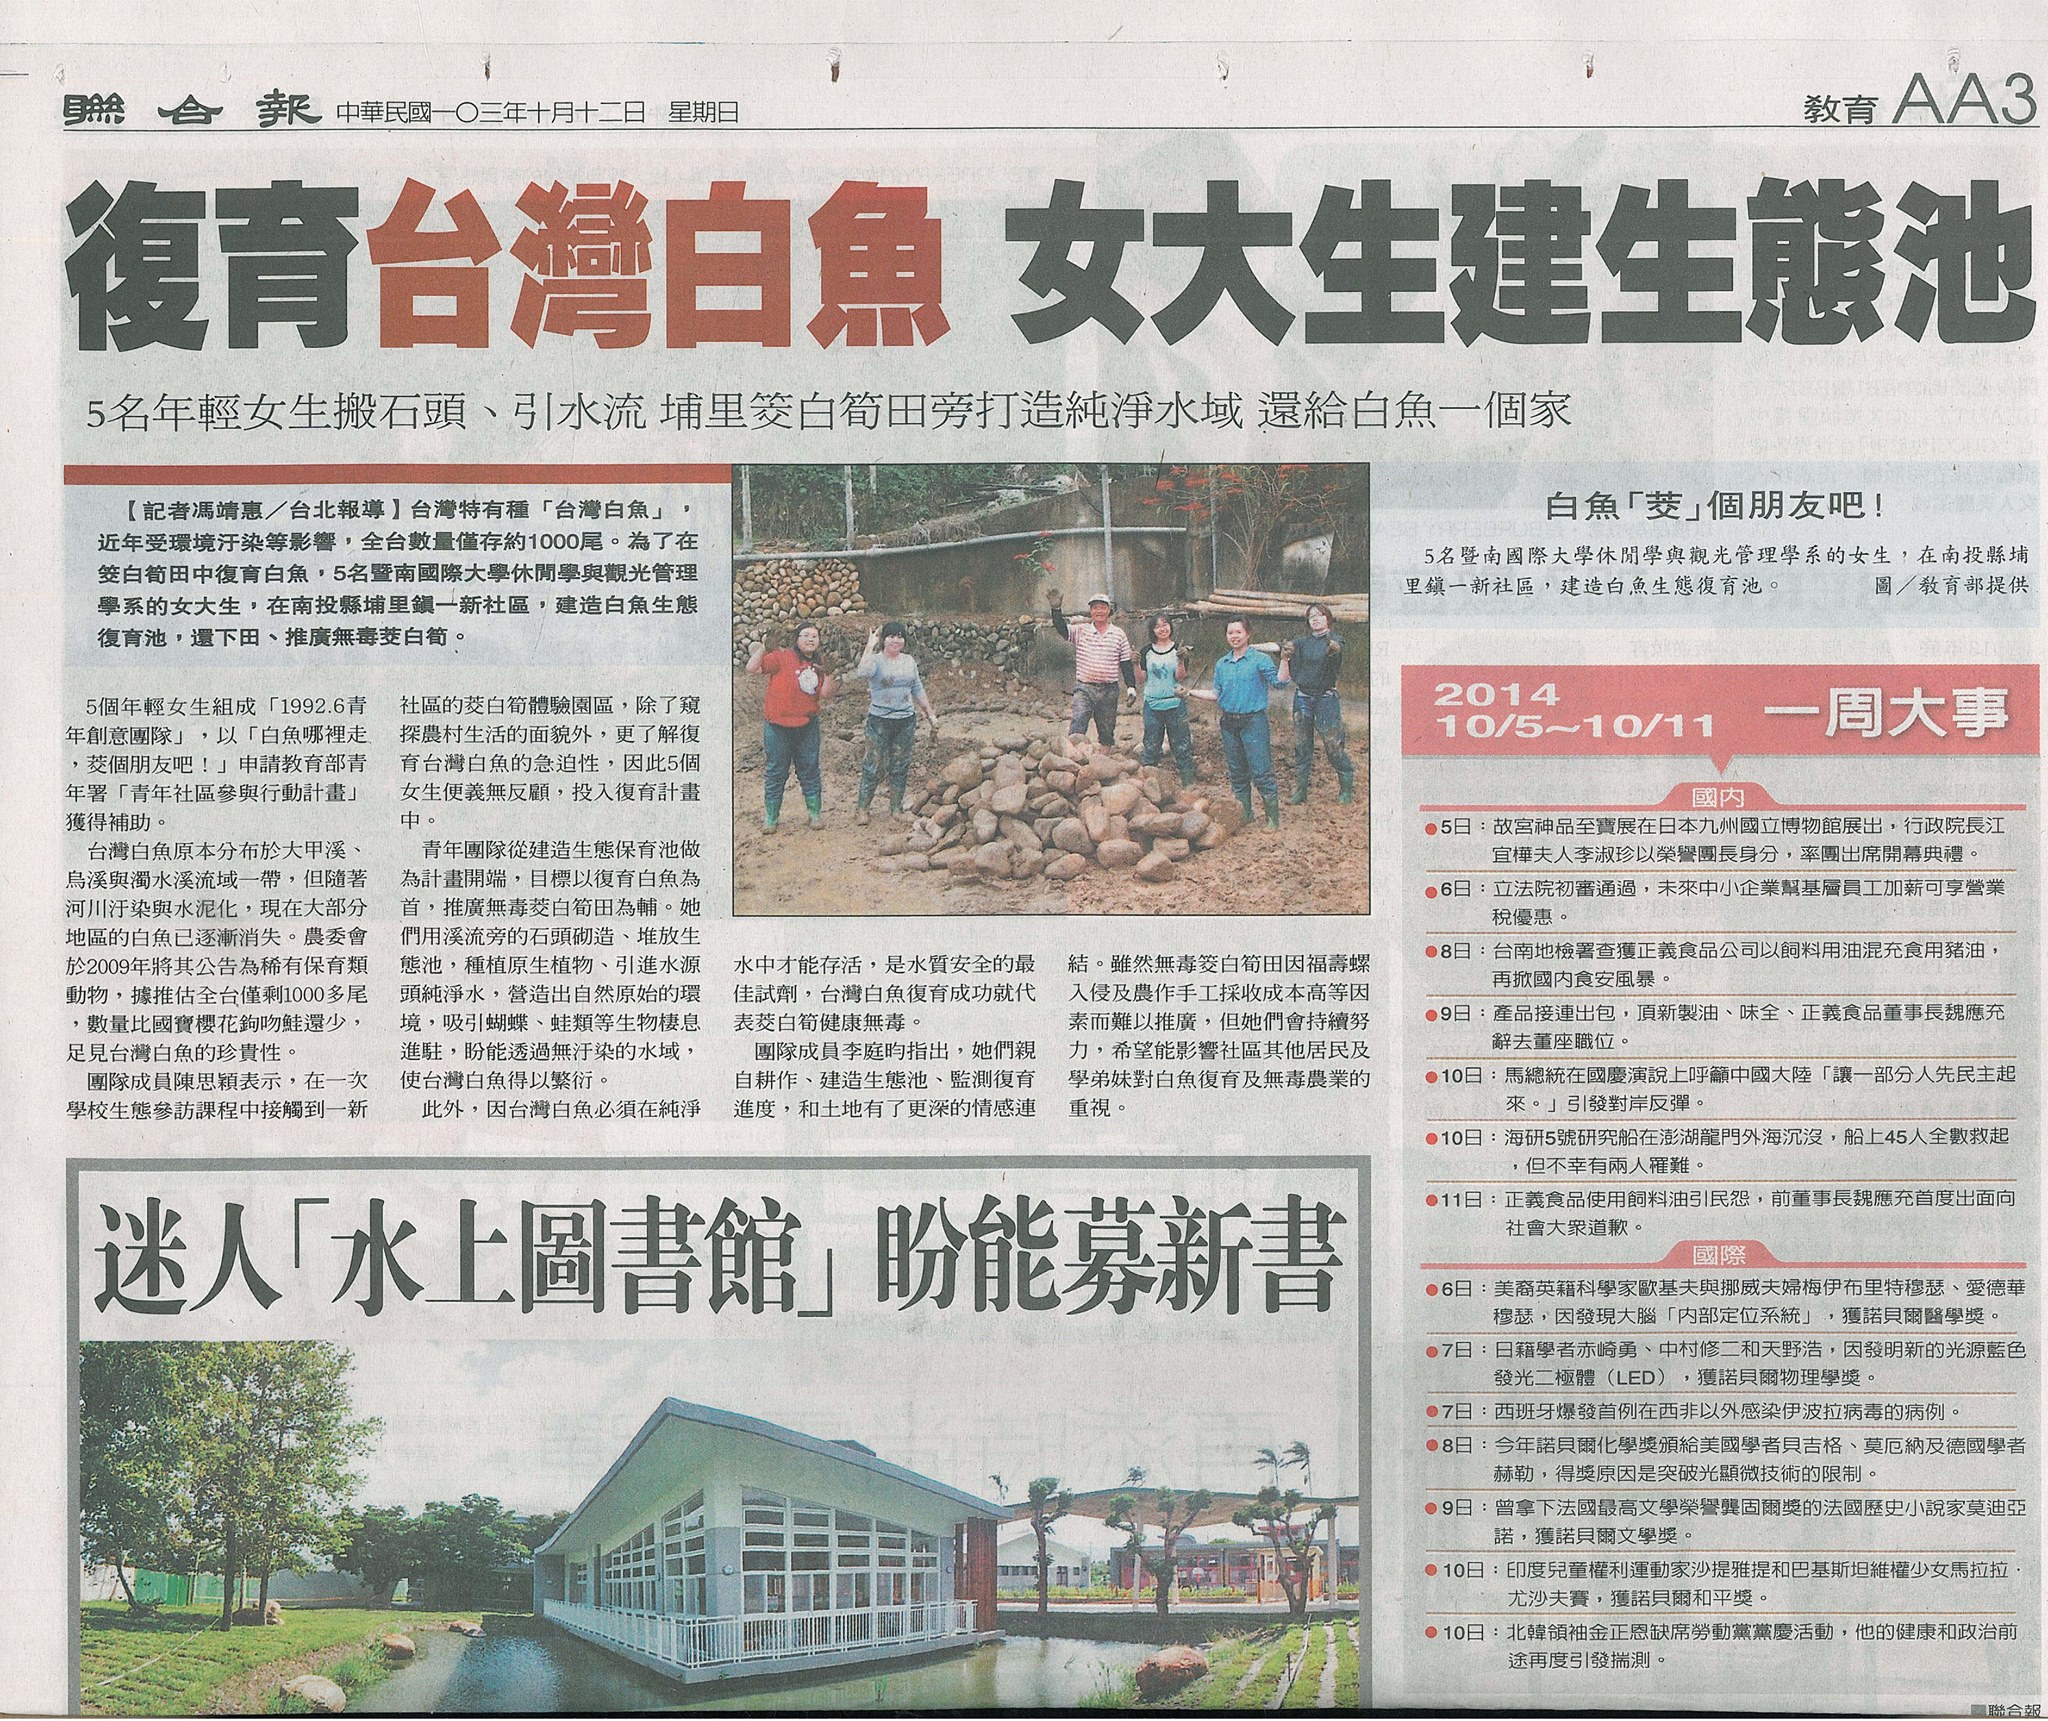 聯合報 中華民國一〇三年十月十二日 星期日
教育 AA3
復育台灣白魚 女大生建生態池
5名年輕女生搬石頭、引水流 埔里筊白筍田旁打造純淨水域 還給白魚一個家
【記者馮靖惠／台北報導】台灣特有種「台灣白魚」，
近年受環境汙染等影響，全台數量僅存約1000尾。為了在
筊白筍田中復育白魚，5名暨南國際大學休閒學與觀光管理
學系的女大生，在南投縣埔里鎮一新社區，建造白魚生態
復育池，還下田、推廣無毒茭白筍。
5個年輕女生組成「1992.6青
年創意團隊」，以「白魚哪裡走
，茭個朋友吧！」申請教育部青
年署「青年社區參與行動計畫」
獲得補助。
台灣白魚原本分布於大甲溪、
烏溪與濁水溪流域一帶，但隨著
河川汙染與水泥化，現在大部分
地區的白魚已逐漸消失。農委會
於2009年將其公告為稀有保育類
動物，據推估全台僅剩1000多尾
，數量比國寶櫻花鉤吻鮭還少，
足見台灣白魚的珍貴性。
團隊成員陳思穎表示，在一次
學校生態參訪課程中接觸到一新
社區的茭白筍體驗園區，除了窺
探農村生活的面貌外，更了解復
育台灣白魚的急迫性，因此5個
女生便義無反顧，投入復育計畫
中。
青年團隊從建造生態保育池做
為計畫開端，目標以復育白魚為
首，推廣無毒茭白筍田為輔。她
們用溪流旁的石頭砌造、堆放生
態池，種植原生植物、引進水源
頭純淨水，營造出自然原始的環
境，吸引蝴蝶、蛙類等生物棲息
進駐，盼能透過無汙染的水域，
使台灣白魚得以繁衍。
此外，因台灣白魚必須在純淨
水中才能存活，是水質安全的最
佳試劑，台灣白魚復育成功就代
表茭白筍健康無毒。
團隊成員李庭昀指出，她們親
自耕作、建造生態池、監測復育
進度，和土地有了更深的情感連
結。雖然無毒筊白筍田因福壽螺
入侵及農作手工採收成本高等因
素而難以推廣，但她們會持續努
力，希望能影響社區其他居民及
學弟妹對白魚復育及無毒農業的
重視。
白魚「茭」個朋友吧！
5名暨南國際大學休閒學與觀光管理學系的女生，在南投縣埔
里鎮一新社區，建造白魚生態復育池。 圖／教育部提供
2014
10/5~10/11 一周大事
國內
5日：故宮神品至寶展在日本九州國立博物館展出，行政院長江
宜樺夫人李淑珍以榮譽團長身分，率團出席開幕典禮。
6日：立法院初審通過，未來中小企業幫基層員工加薪可享營業
稅優惠。
8日：台南地檢署查獲正義食品公司以飼料用油混充食用豬油，
再掀國內食安風暴。
9日：產品接連出包，頂新製油、味全、正義食品董事長魏應充
辭去董座職位。
10日：馬總統在國慶演說上呼籲中國大陸「讓一部分人先民主起
來。」引發對岸反彈。
10日：海研5號研究船在澎湖龍門外海沉沒，船上45人全數救起
，但不幸有兩人罹難。
11日：正義食品使用飼料油引民怨，前董事長魏應充首度出面向
社會大眾道歉。
國際
6日：美裔英籍科學家歐基夫與挪威夫婦梅伊布里特穆瑟、愛德華
穆瑟，因發現大腦「內部定位系統」，獲諾貝爾醫學獎。
7日：日籍學者赤崎勇、中村修二和天野浩，因發明新的光源藍色
發光二極體（LED），獲諾貝爾物理學獎。
7日：西班牙爆發首例在西非以外感染伊波拉病毒的病例。
8日：今年諾貝爾化學獎頒給美國學者貝吉格、莫厄納及德國學者
赫勒，得獎原因是突破光顯微技術的限制。
9日：曾拿下法國最高文學榮譽龔固爾獎的法國歷史小說家莫迪亞
諾，獲諾貝爾文學獎。
10日：印度兒童權利運動家沙提雅提和巴基斯坦維權少女馬拉拉．
尤沙夫賽，獲諾貝爾和平獎。
10日：北韓領袖金正恩缺席勞動黨黨慶活動，他的健康和政治前
途再度引發揣測。
聯合報
迷人「水上圖書館」盼能募新書